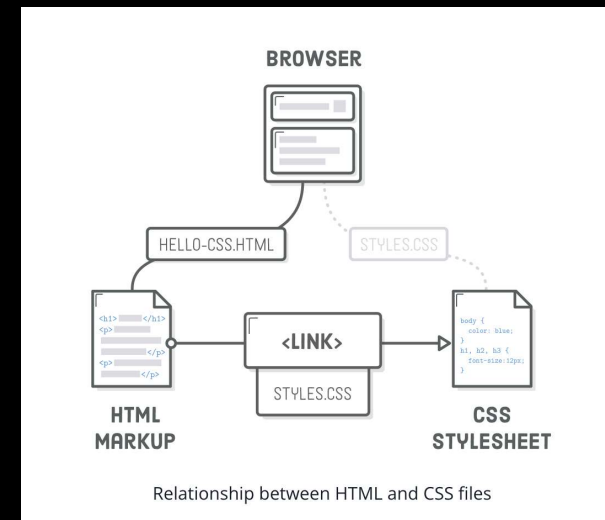 BROWSER
HELLO-CSS.HTML
STYLES.CSS
<h1> </h1>
<p>
</p>
<p>
</p>
<LINK>
STYLES.CSS
body {
color: blue;
}
h1, h2, h3 {
font-size:12px;
}
HTML
MARKUP
CSS
STYLESHEET
Relationship between HTML and CSS files